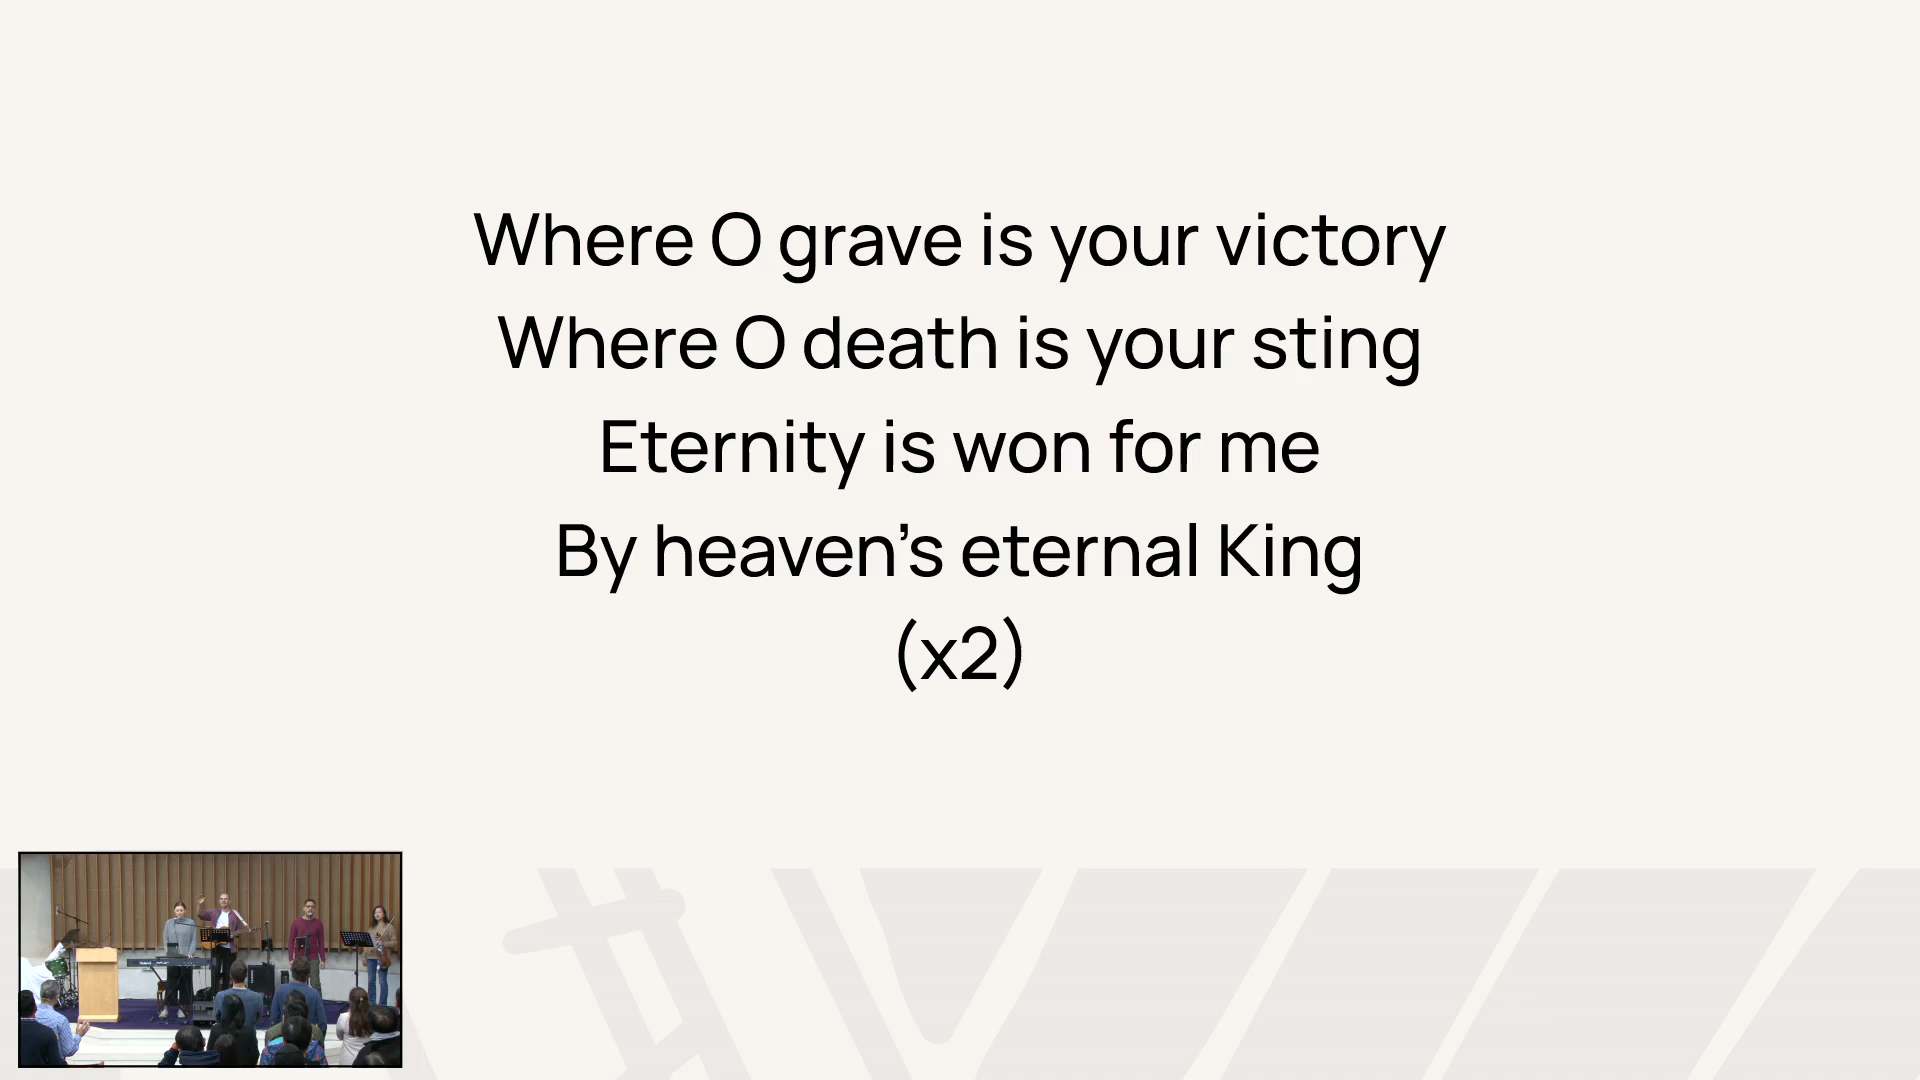 Where O grave is your victory
Where O death is your sting
Eternity is won for me
By heaven’s eternal King
(x2)